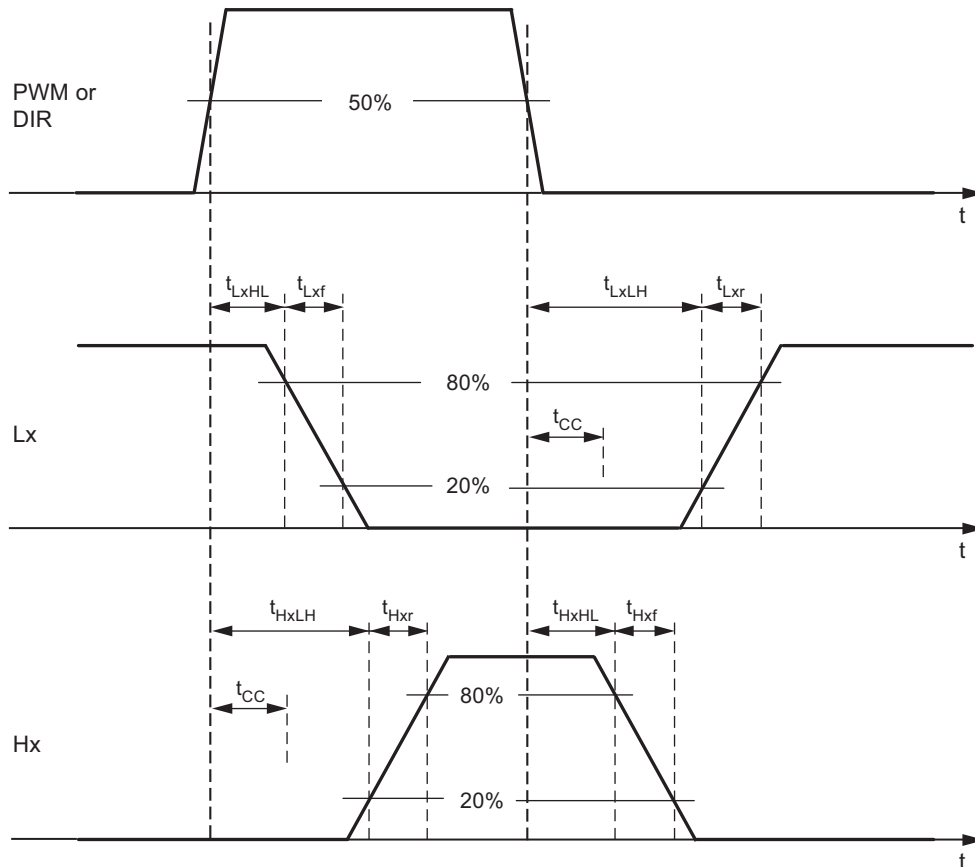 PWM or
DIR
50%
t
tLxHL
tLxf
tLxLH
tLxr
80%
Lx
tCC
20%
t
tHxLH
tHxr
tHxHL
tHxf
tCC
80%
Hx
20%
t